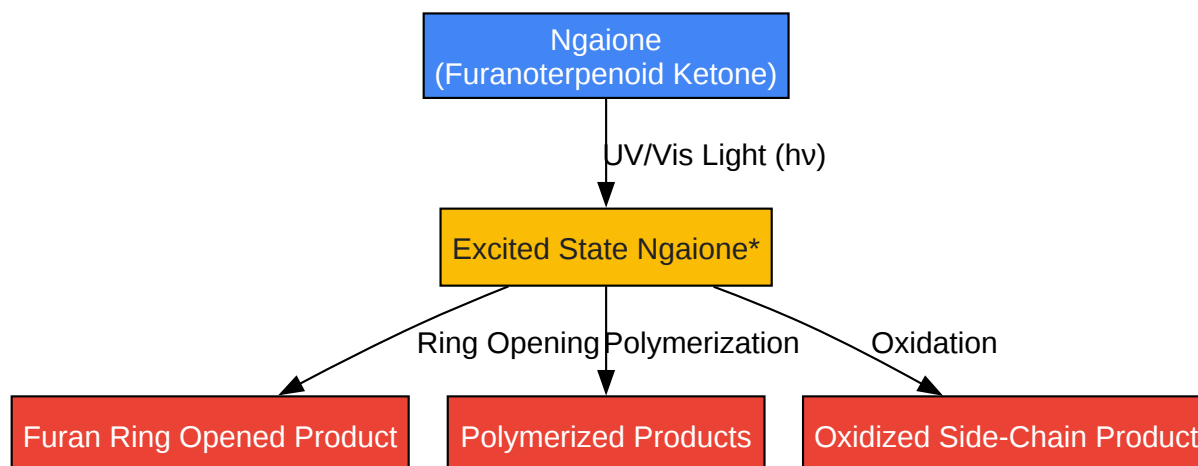 Ngaione
(Furanoterpenoid Ketone)
UV/Vis Light (hν)
Excited State Ngaione*
Ring Opening
Polymerization
Oxidation
Furan Ring Opened Product
Polymerized Products
Oxidized Side-Chain Product